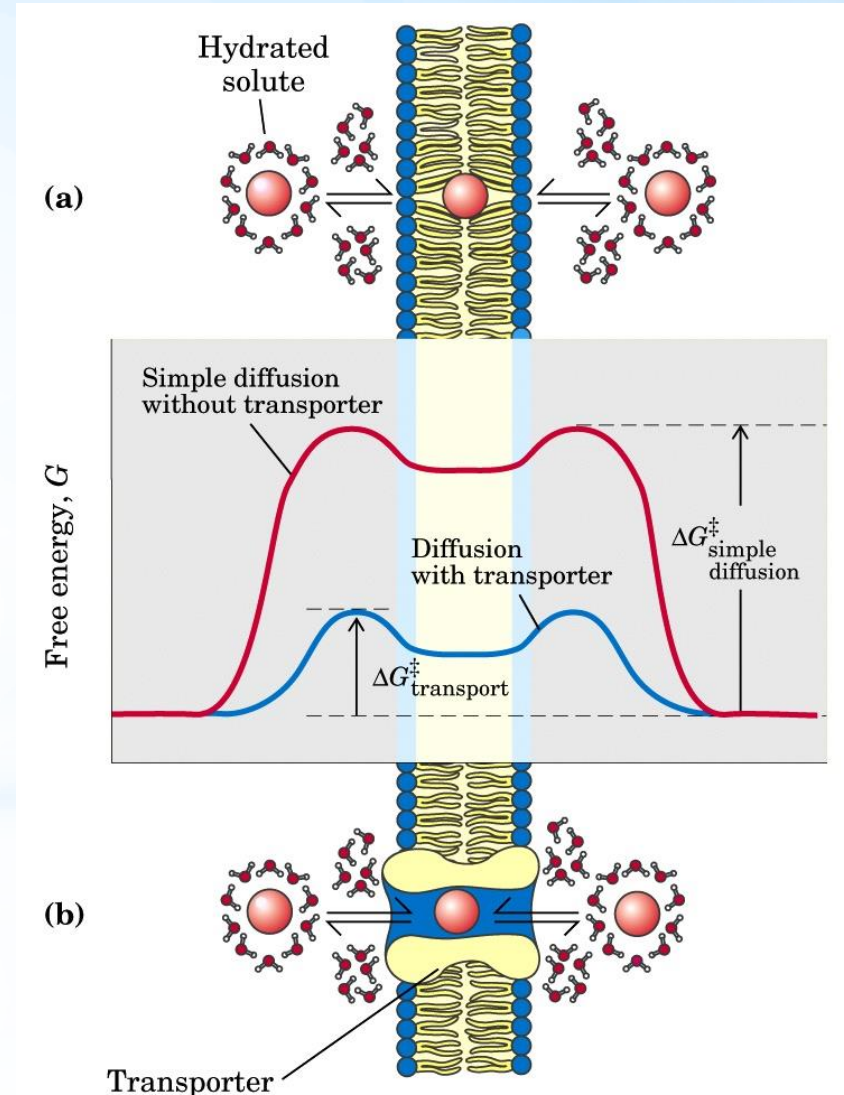 Hydrated
solute
(a)
Simple diffusion
without transporter
Free energy, G
Diffusion
with transporter
ΔG‡simple
diffusion
ΔG‡transport
(b)
Transporter